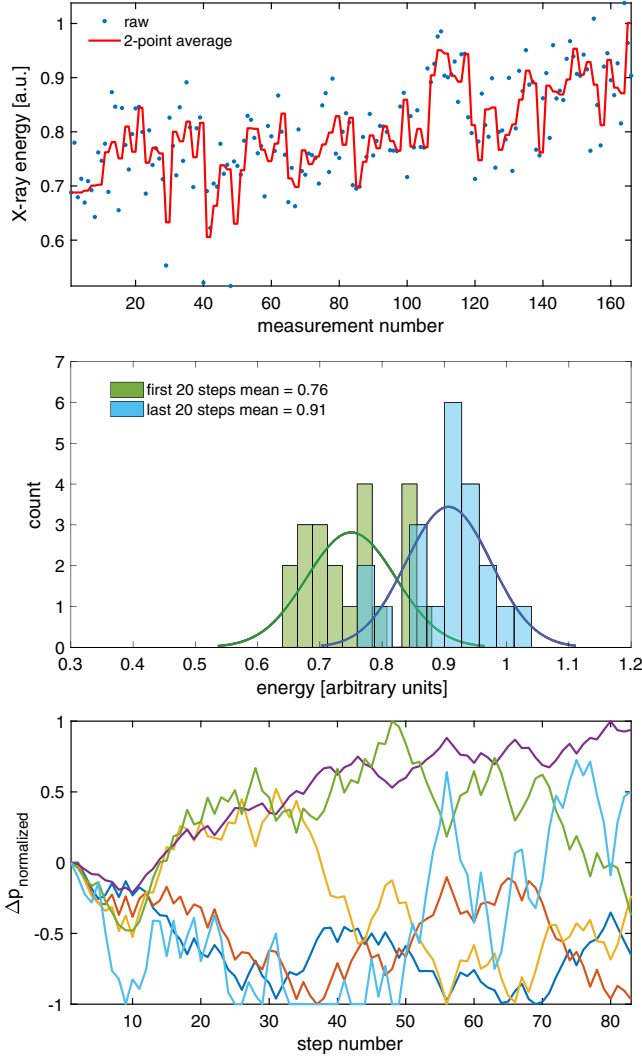 1
0.9
0.8
0.7
0.6
X-ray energy [a.u.]
raw
2-point average
20 40 60 80 100 120 140 160
measurement number
7
6
5
4
3
2
1
0
count
first 20 steps mean = 0.76
last 20 steps mean = 0.91
0.3 0.4 0.5 0.6 0.7 0.8 0.9 1 1.1 1.2
energy [arbitrary units]
1
0.5
0
-0.5
-1
Δp normalized
10 20 30 40 50 60 70 80
step number